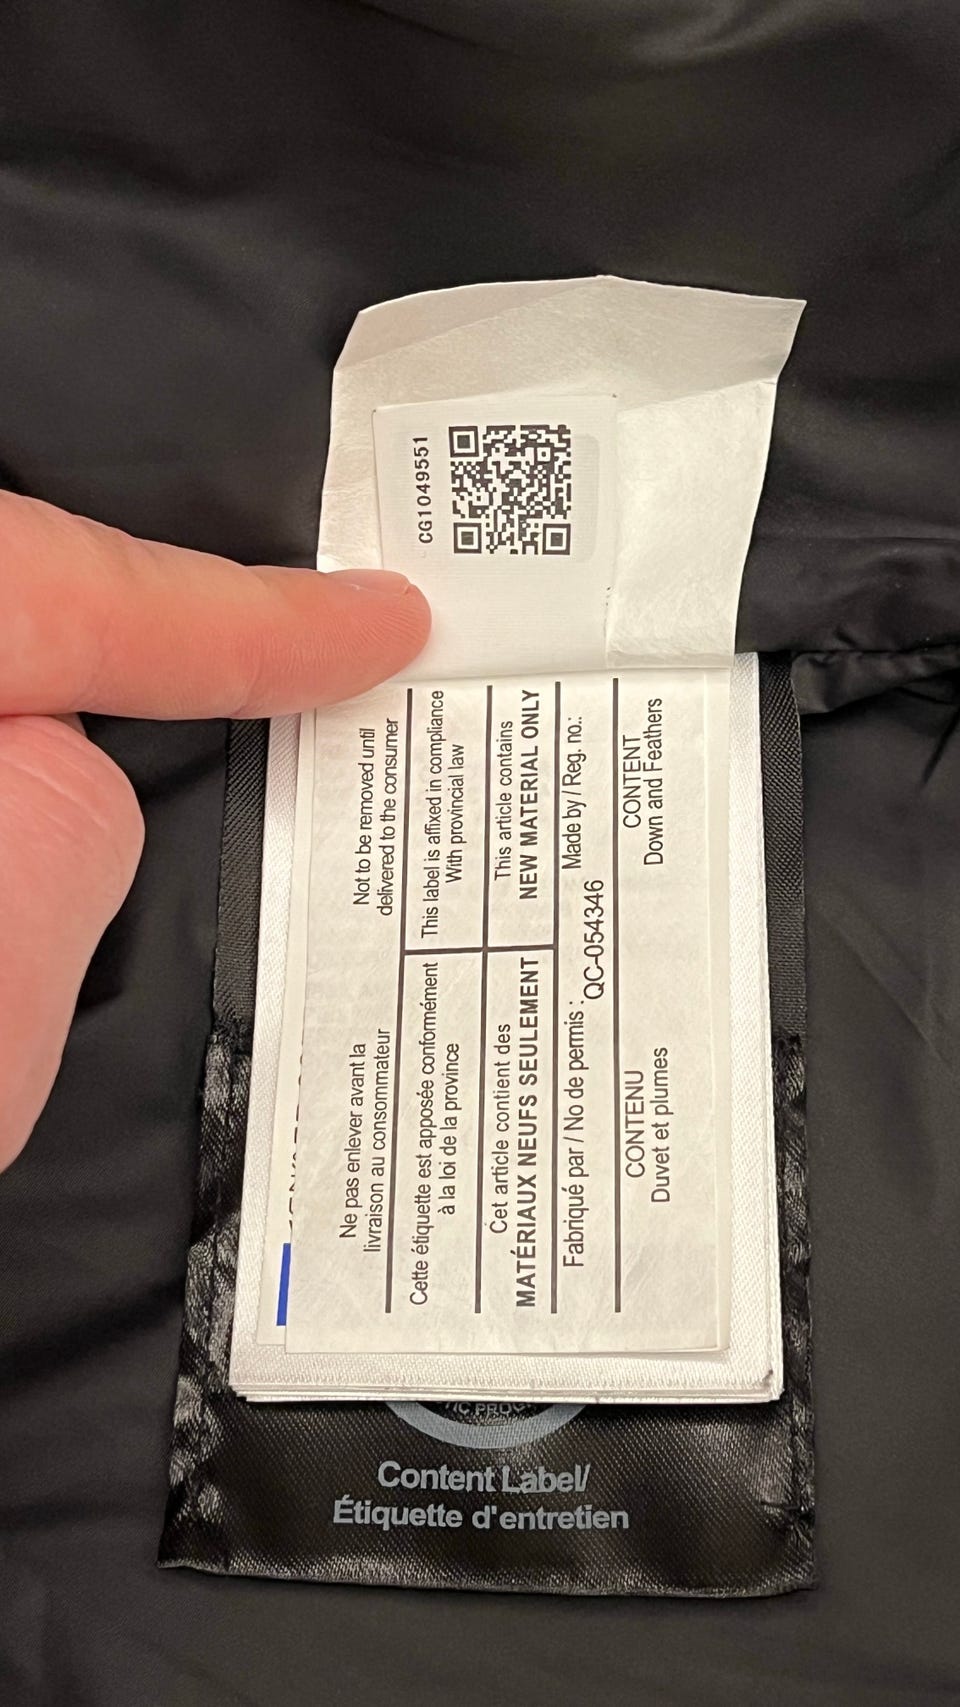 CG1049551
Ne pas enlever avant la
livraison au consommateur
Not to be removed until
delivered to the consumer
Cette étiquette est apposée conformément
à la loi de la province
This label is affixed in compliance
With provincial law
Cet article contient des
MATÉRIAUX NEUFS SEULEMENT
This article contains
NEW MATERIAL ONLY
Fabriqué par / No de permis : Made by / Reg. no.:
QC-054346
CONTENU
Duvet et plumes
CONTENT
Down and Feathers
Content Label/
Étiquette d'entretien